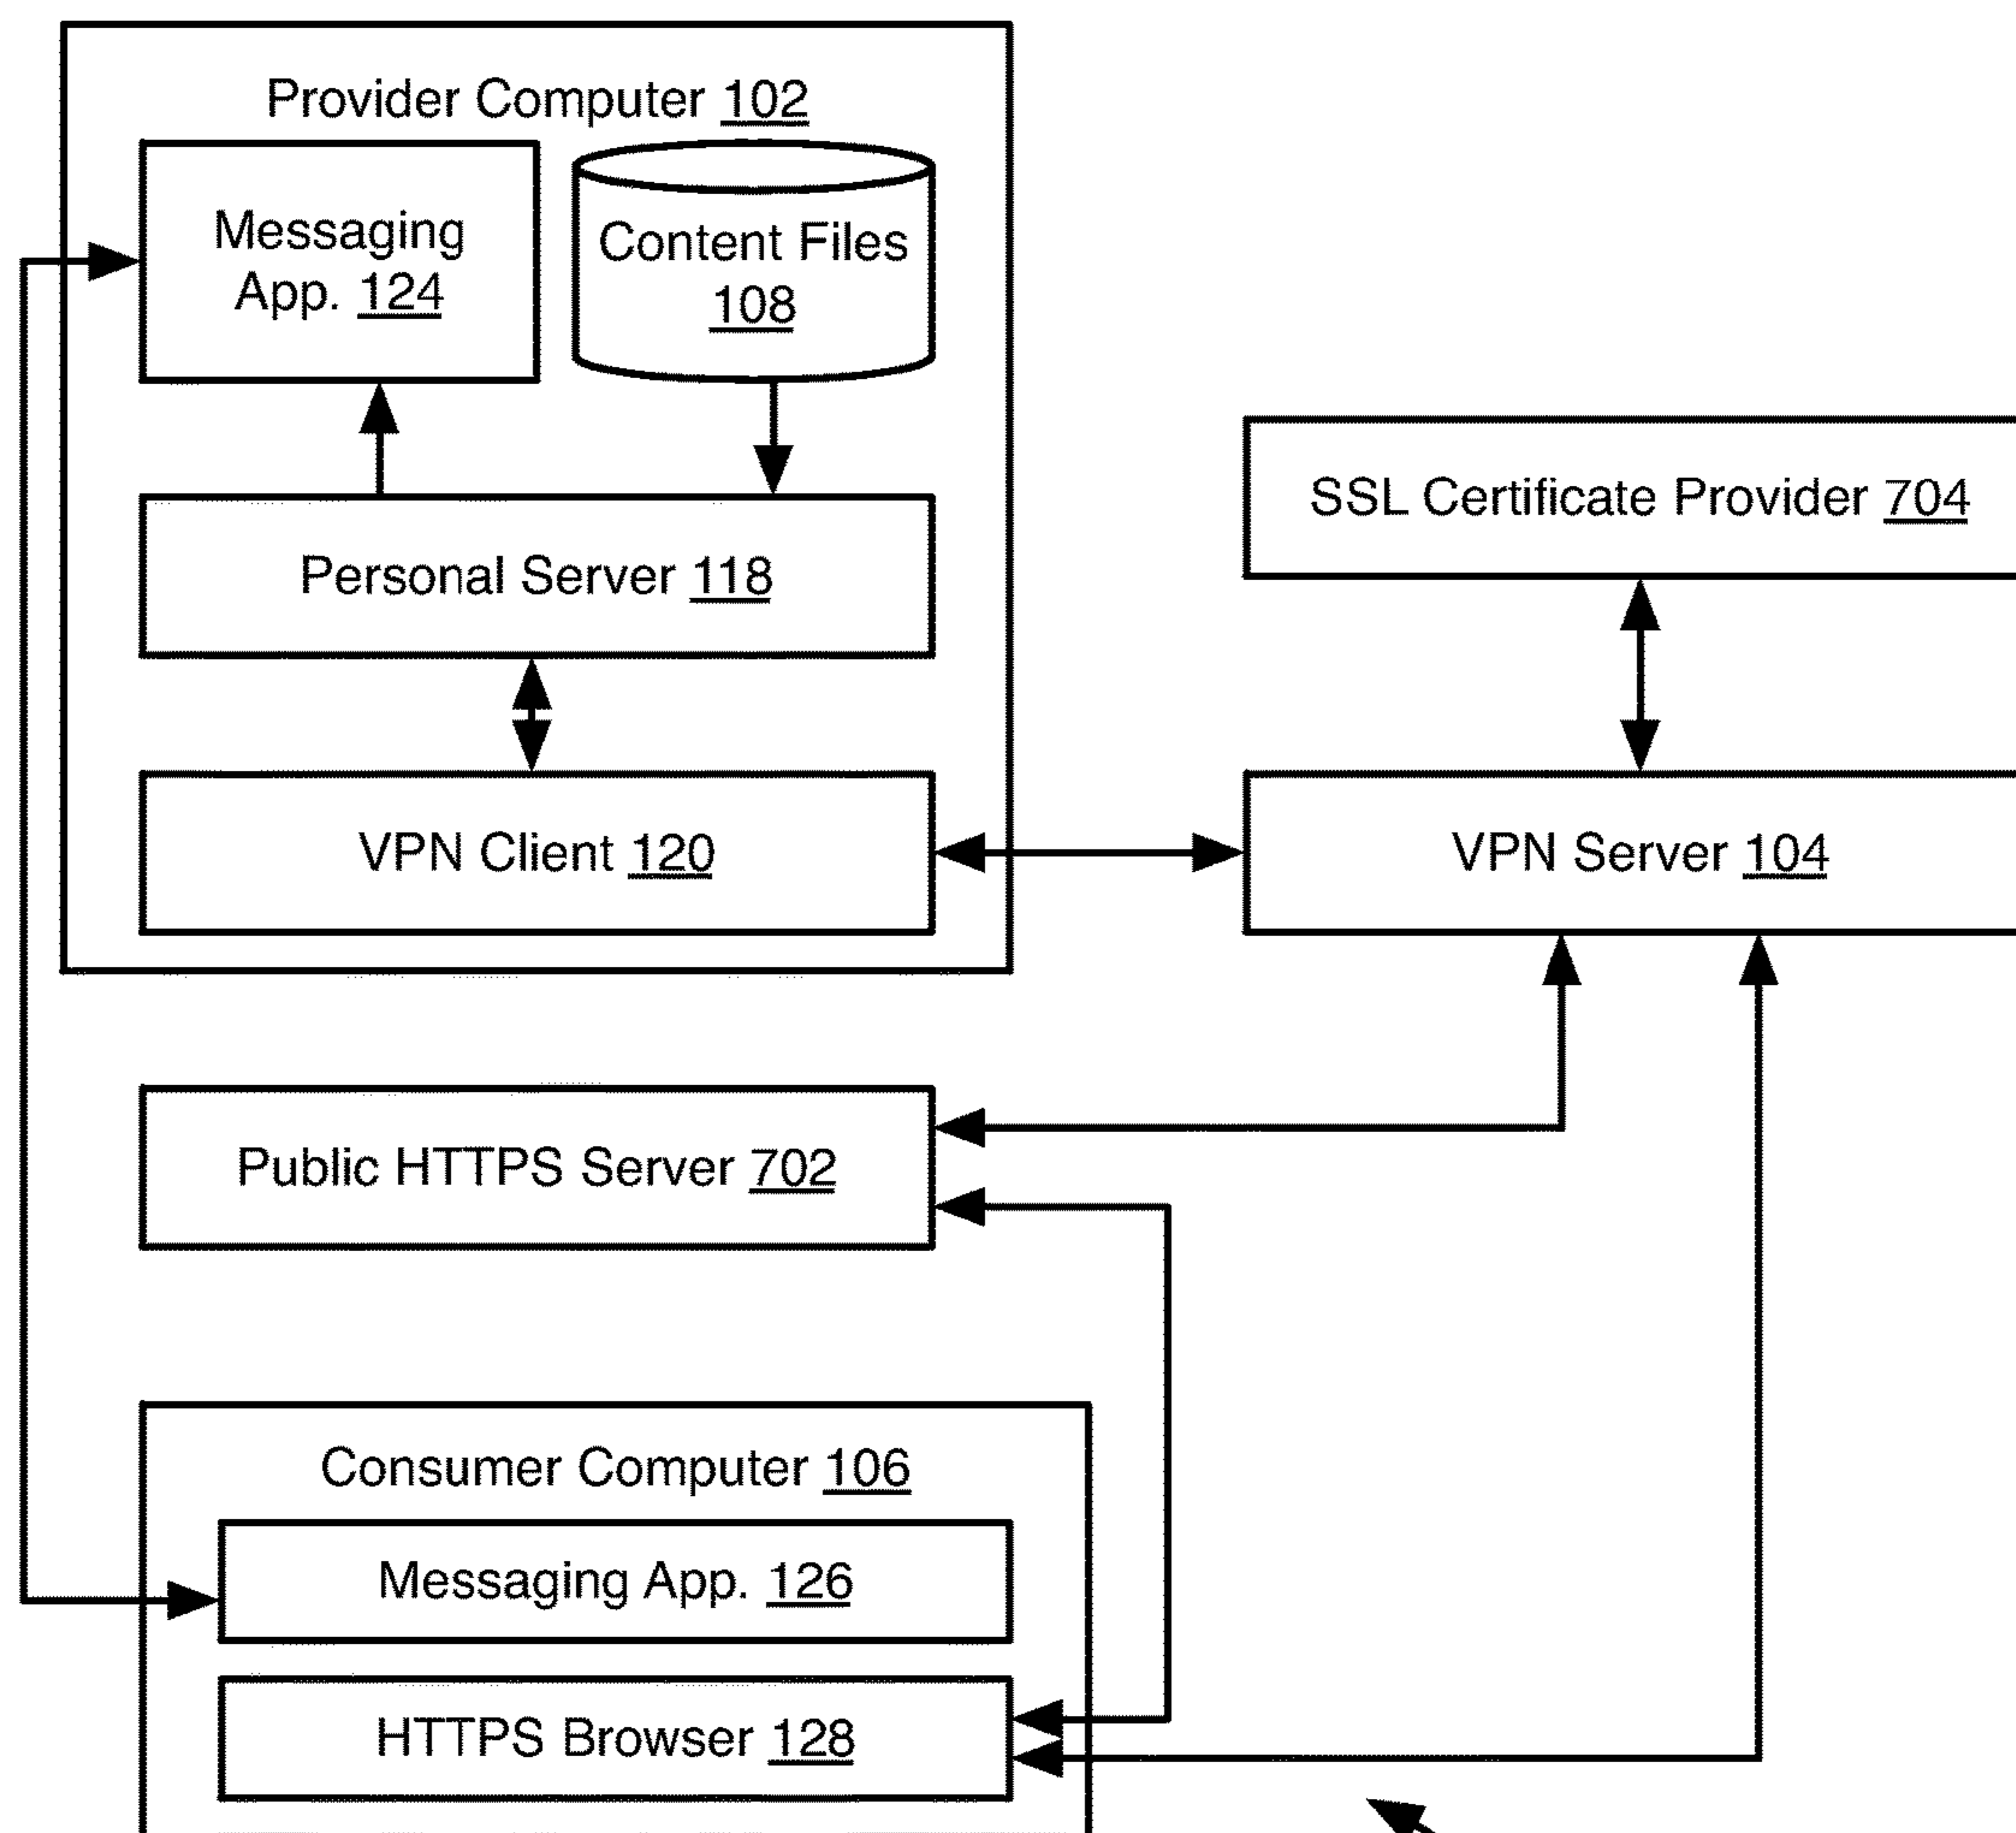 Provider Computer 102
Messaging
App. 124
Content Files
108
SSL Certificate Provider 704
Personal Server 118
VPN Client 120
VPN Server 104
Public HTTPS Server 702
Consumer Computer 106
Messaging App. 126
HTTPS Browser 128